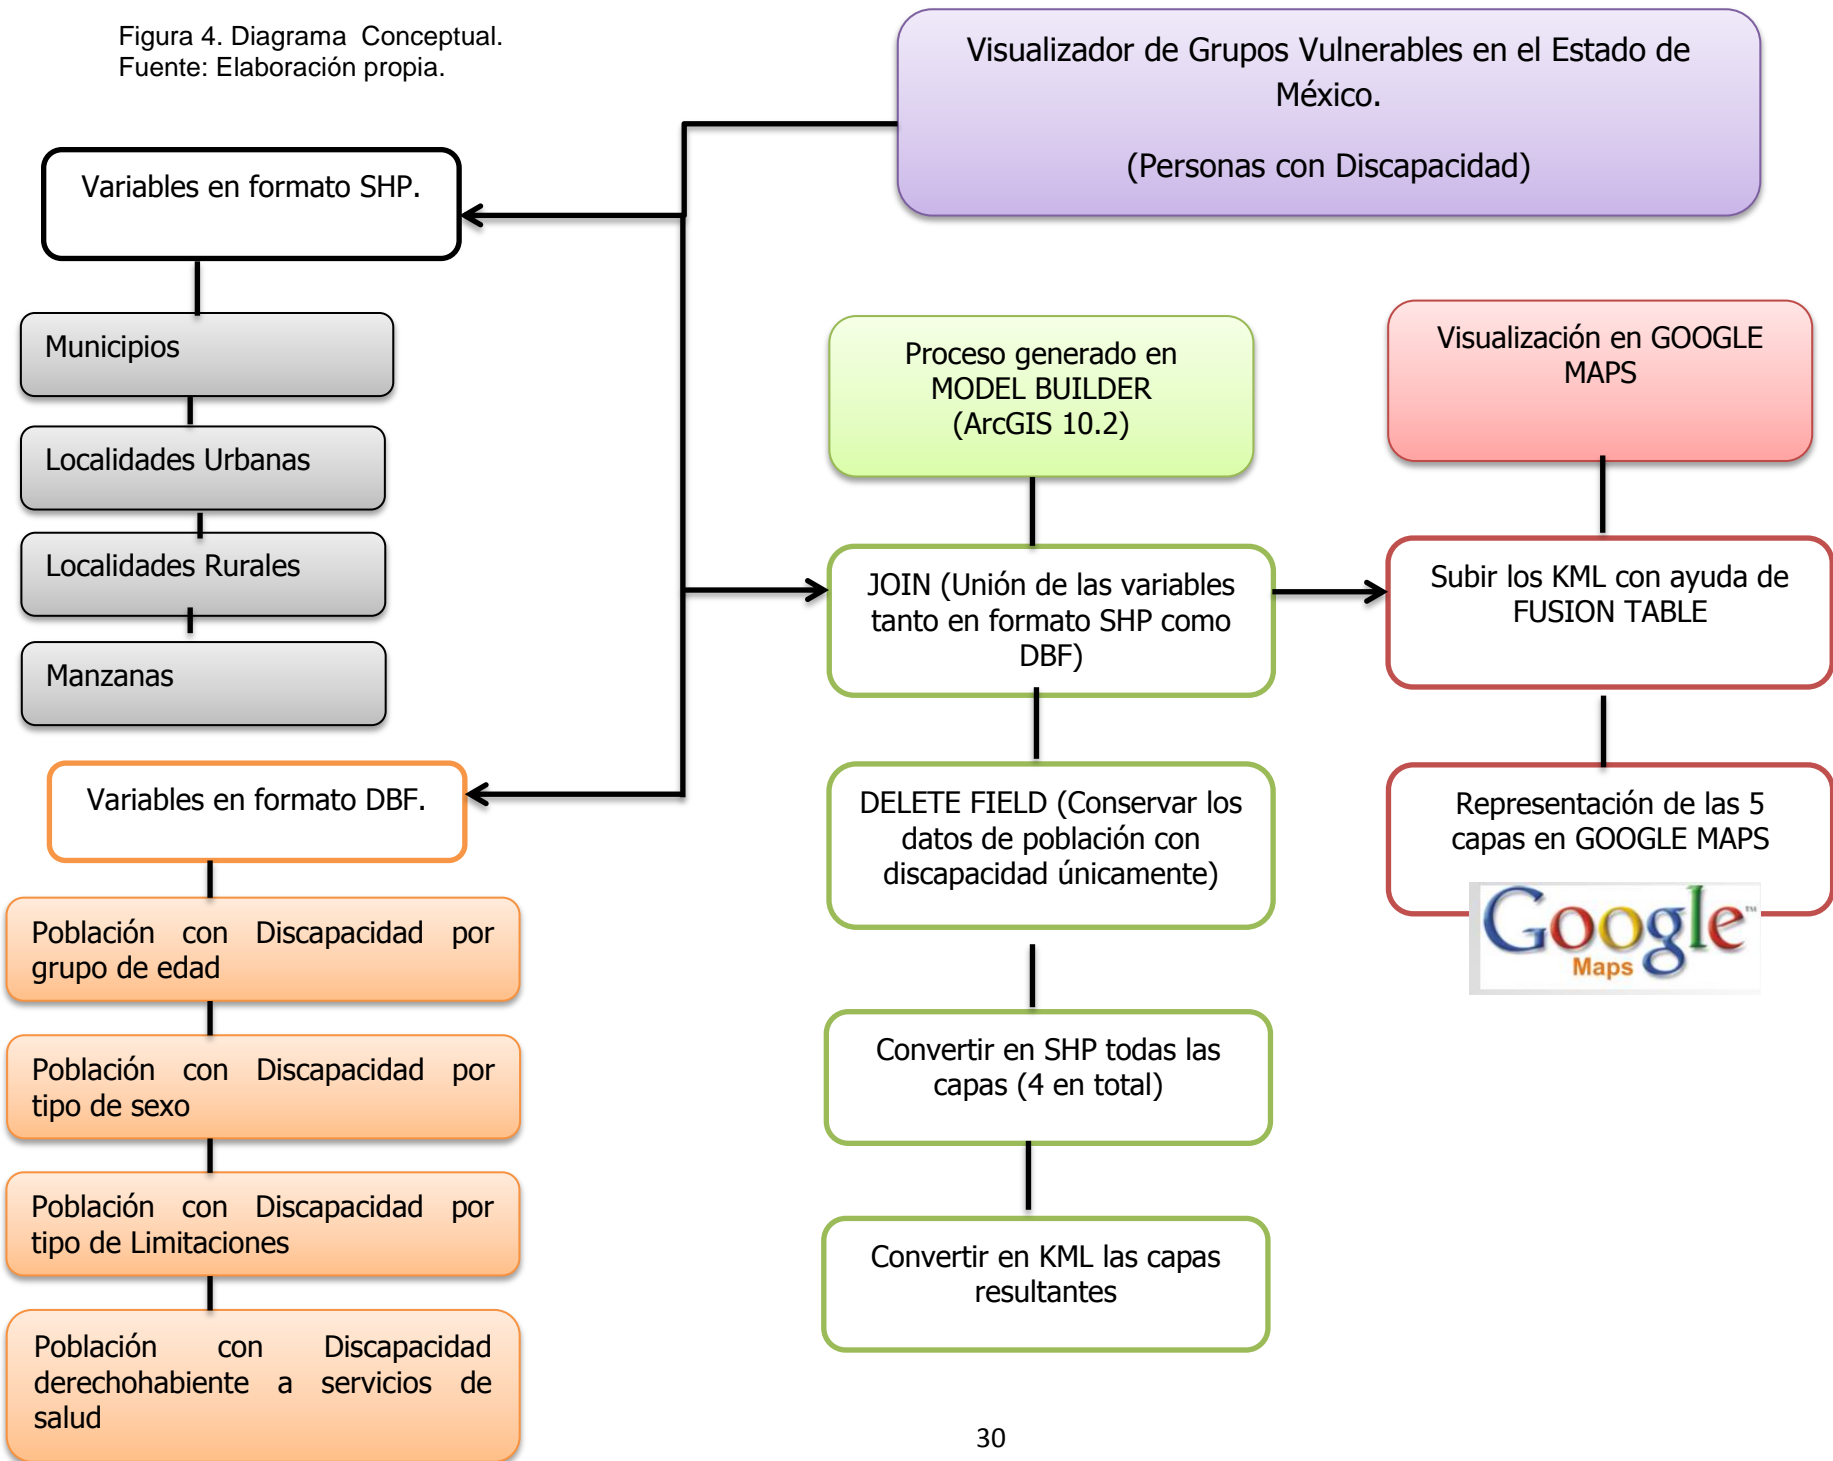 Figura 4. Diagrama Conceptual.
Fuente: Elaboración propia.
Visualizador de Grupos Vulnerables en el Estado de
México.
(Personas con Discapacidad)
Variables en formato SHP.
Municipios
Localidades Urbanas
Localidades Rurales
Manzanas
Variables en formato DBF.
Población con Discapacidad por
grupo de edad
Población con Discapacidad por
tipo de sexo
Población con Discapacidad por
tipo de Limitaciones
Población con Discapacidad
derechohabiente a servicios de
salud
Proceso generado en
MODEL BUILDER
(ArcGIS 10.2)
JOIN (Unión de las variables
tanto en formato SHP como
DBF)
DELETE FIELD (Conservar los
datos de población con
discapacidad únicamente)
Convertir en SHP todas las
capas (4 en total)
Convertir en KML las capas
resultantes
Visualización en GOOGLE
MAPS
Subir los KML con ayuda de
FUSION TABLE
Representación de las 5
capas en GOOGLE MAPS
Google™
Maps
30